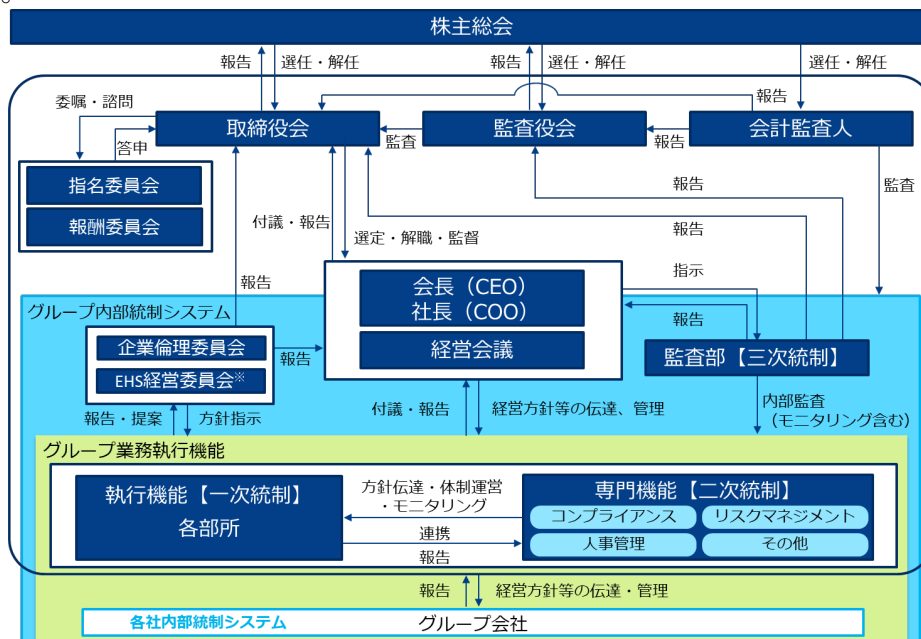 株主総会
報告
選任・解任
報告
選任・解任
選任・解任
委嘱・諮問
報告
取締役会
監査
監査役会
報告
会計監査人
答申
指名委員会
報酬委員会
報告
監査
付議・報告
選定・解職・監督
報告
報告
指示
会長（CEO）
社長（COO）
経営会議
グループ内部統制システム
報告
企業倫理委員会
EHS経営委員会※
報告
監査部【三次統制】
報告・提案
方針指示
付議・報告
経営方針等の伝達、管理
内部監査
（モニタリング含む）
グループ業務執行機能
執行機能【一次統制】
各部所
方針伝達・体制運営
・モニタリング
連携
報告
専門機能【二次統制】
コンプライアンス
リスクマネジメント
人事管理
その他
報告
経営方針等の伝達・管理
各社内部統制システム
グループ会社